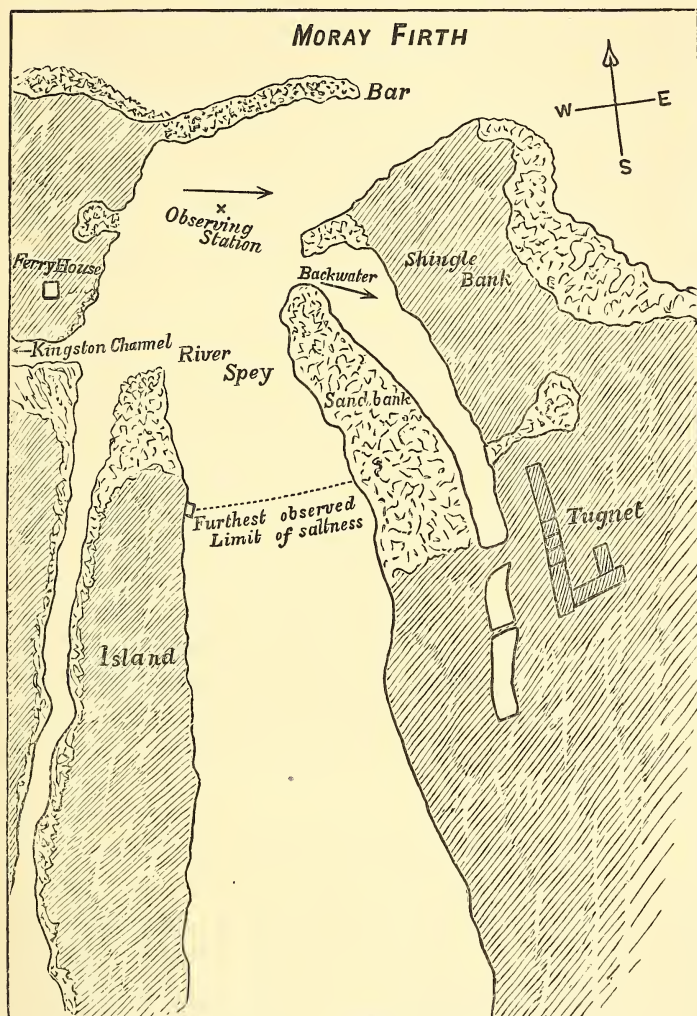 MORAY FIRTH
Bar
W E
S
Observing
Station
Ferry House
Backwater
Shingle
Bank
Kingston Channel
River
Spey
Sand bank
Furthest observed
Limit of saltness
Tugnet
Island